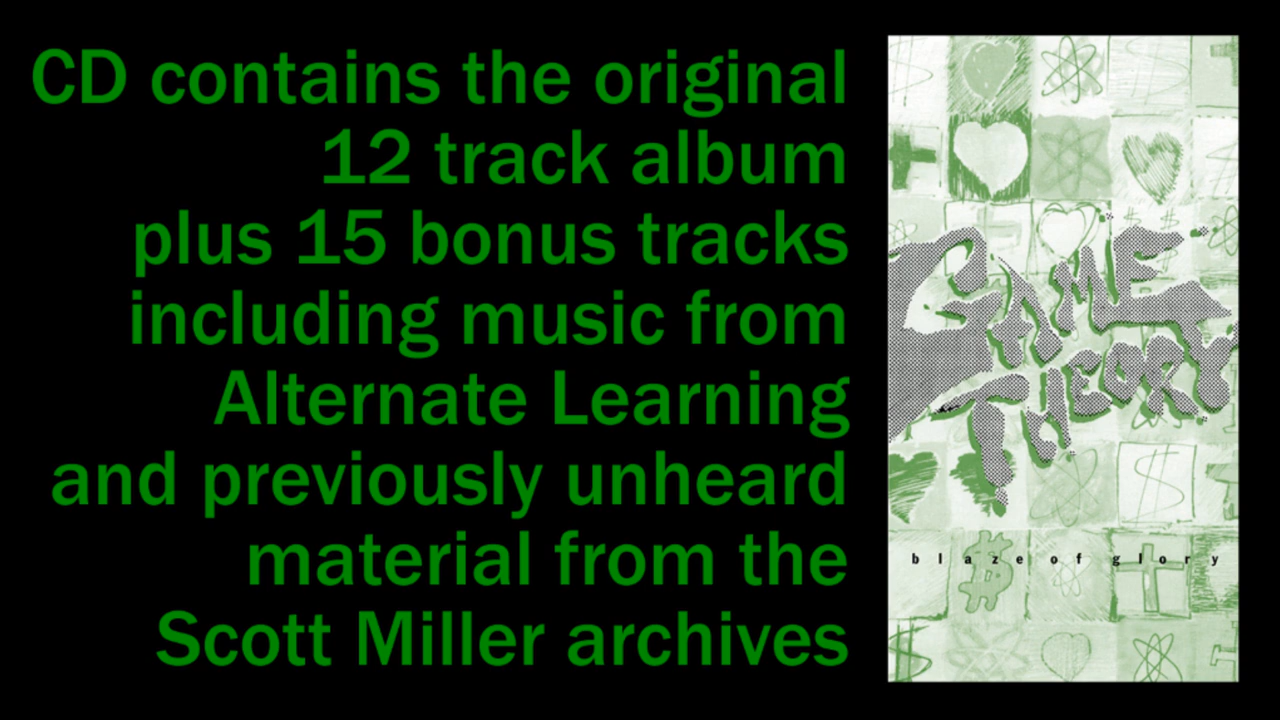 CD contains the original
12 track album
plus 15 bonus tracks
including music from
Alternate Learning
and previously unheard
material from the
Scott Miller archives
GAME
THEORY
blaze of glory